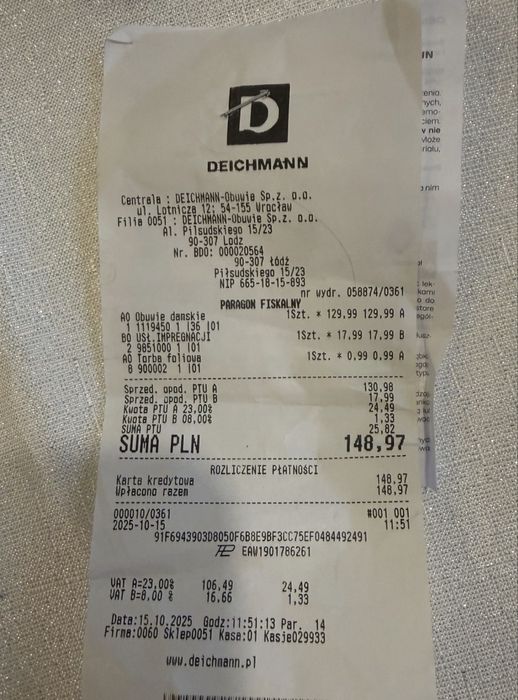 D
DEICHMANN
Centrala : DEICHMANN-Obuwie Sp.z. o.o.
ul. Lotnicza 12; 54-155 Wrocław
Filia 0051 : DEICHMANN-Obuwie Sp.z. o.o.
Al. Pilsudskiego 15/23
90-307 Lodz
Nr. BDO: 000020564
90-307 Łódź
Piłsudskiego 15/23
NIP 665-18-15-893
nr wydr. 058874/0361
PARAGON FISKALNY
AO Obuwie damskie 1Szt. * 129,99 129,99 A
1 1119450 1 136 101
BO USŁ.IMPREGNACJI 1Szt. * 17,99 17,99 B
2 9851000 1 101
AO Torba foliowa 1Szt. * 0,99 0,99 A
8 900002 1 101
Sprzed. opod. PTU A 130,98
Sprzed. opod. PTU B 17,99
Kwota PTU A 23,00% 24,49
Kwota PTU B 08,00% 1,33
SUMA PTU 25,82
SUMA PLN 148,97
ROZLICZENIE PŁATNOŚCI
Karta kredytowa 148,97
Wpłacono razem 148,97
000010/0361 #001 001
2025-10-15 11:51
91F6943903D8050F6B8E9BF3CC75EF0484492491
EAW1901786261
VAT A=23,00% 106,49 24,49
VAT B=8,00 % 16,66 1,33
Data:15.10.2025 Godz:11:51:13 Par. 14
Firma:0060 Sklep0051 Kasa:01 Kasje029933
www.deichmann.pl